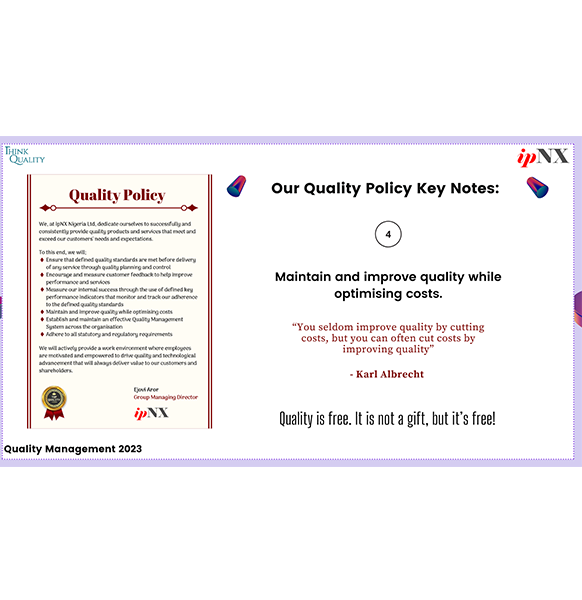 THINK
QUALITY
ipNX
Quality Policy
We, at ipNX Nigeria Ltd, dedicate ourselves to successfully and
consistently provide quality products and services that meet and
exceed our customers' needs and expectations.
To this end, we will;
Ensure that defined quality standards are met before delivery
of any service through quality planning and control
Encourage and measure customer feedback to help improve
performance and services
Measure our internal success through the use of defined key
performance indicators that monitor and track our adherence
to the defined quality standards
Maintain and improve quality while optimising costs
Establish and maintain an effective Quality Management
System across the organisation
Adhere to all statutory and regulatory requirements
We will actively provide a work environment where employees
are motivated and empowered to drive quality and technological
advancement that will always deliver value to our customers and
shareholders.
Ejovi Aror
Group Managing Director
ipNX
Our Quality Policy Key Notes:
4
Maintain and improve quality while
optimising costs.
“You seldom improve quality by cutting
costs, but you can often cut costs by
improving quality”
- Karl Albrecht
Quality is free. It is not a gift, but it's free!
Quality Management 2023